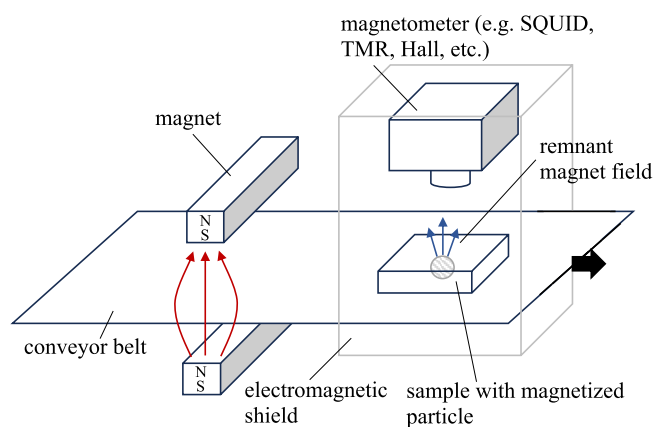 magnetometer (e.g. SQUID,
TMR, Hall, etc.)
magnet
remnant
magnet field
N
S
conveyor belt
N
S
electromagnetic
shield
sample with magnetized
particle